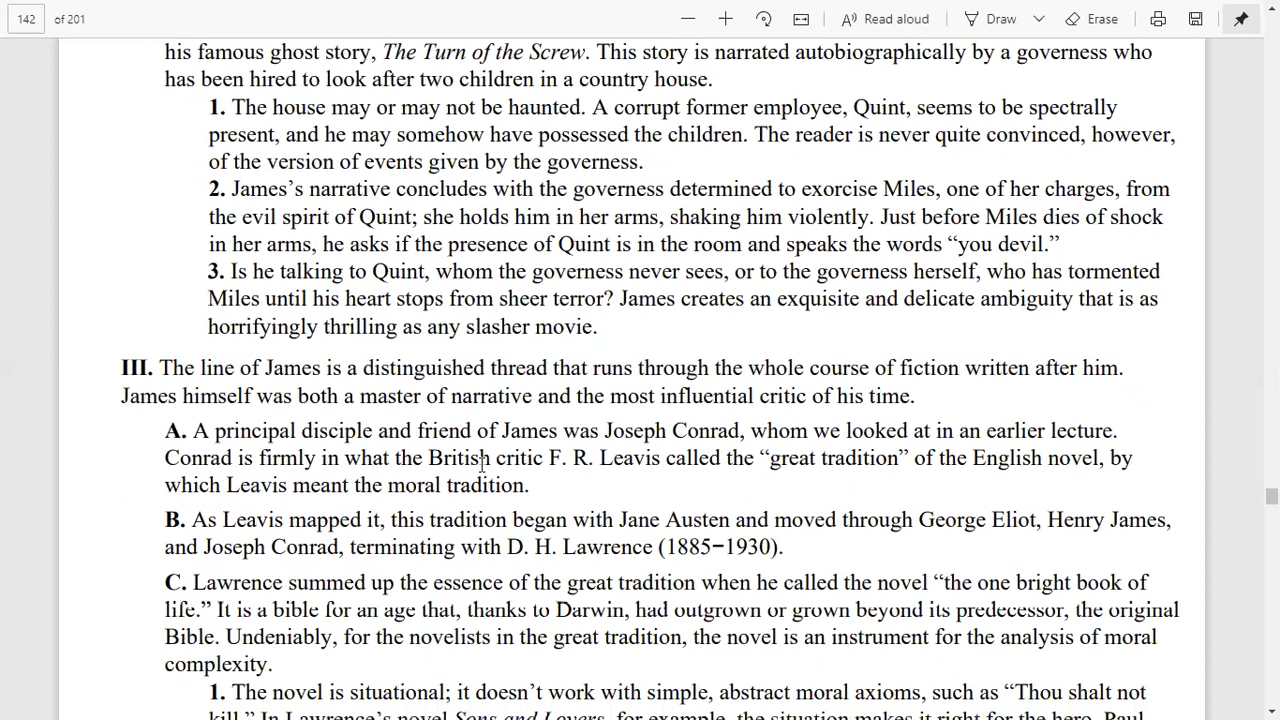 142 of 201 Read aloud Draw Erase
his famous ghost story, The Turn of the Screw. This story is narrated autobiographically by a governess who
has been hired to look after two children in a country house.
1. The house may or may not be haunted. A corrupt former employee, Quint, seems to be spectrally
present, and he may somehow have possessed the children. The reader is never quite convinced, however,
of the version of events given by the governess.
2. James’s narrative concludes with the governess determined to exorcise Miles, one of her charges, from
the evil spirit of Quint; she holds him in her arms, shaking him violently. Just before Miles dies of shock
in her arms, he asks if the presence of Quint is in the room and speaks the words “you devil.”
3. Is he talking to Quint, whom the governess never sees, or to the governess herself, who has tormented
Miles until his heart stops from sheer terror? James creates an exquisite and delicate ambiguity that is as
horrifyingly thrilling as any slasher movie.
III. The line of James is a distinguished thread that runs through the whole course of fiction written after him.
James himself was both a master of narrative and the most influential critic of his time.
A. A principal disciple and friend of James was Joseph Conrad, whom we looked at in an earlier lecture.
Conrad is firmly in what the British critic F. R. Leavis called the “great tradition” of the English novel, by
which Leavis meant the moral tradition.
B. As Leavis mapped it, this tradition began with Jane Austen and moved through George Eliot, Henry James,
and Joseph Conrad, terminating with D. H. Lawrence (1885−1930).
C. Lawrence summed up the essence of the great tradition when he called the novel “the one bright book of
life.” It is a bible for an age that, thanks to Darwin, had outgrown or grown beyond its predecessor, the original
Bible. Undeniably, for the novelists in the great tradition, the novel is an instrument for the analysis of moral
complexity.
1. The novel is situational; it doesn’t work with simple, abstract moral axioms, such as “Thou shalt not
kill.” In Lawrence’s novel Sons and Lovers, for example, the situation makes it right for the hero, Paul